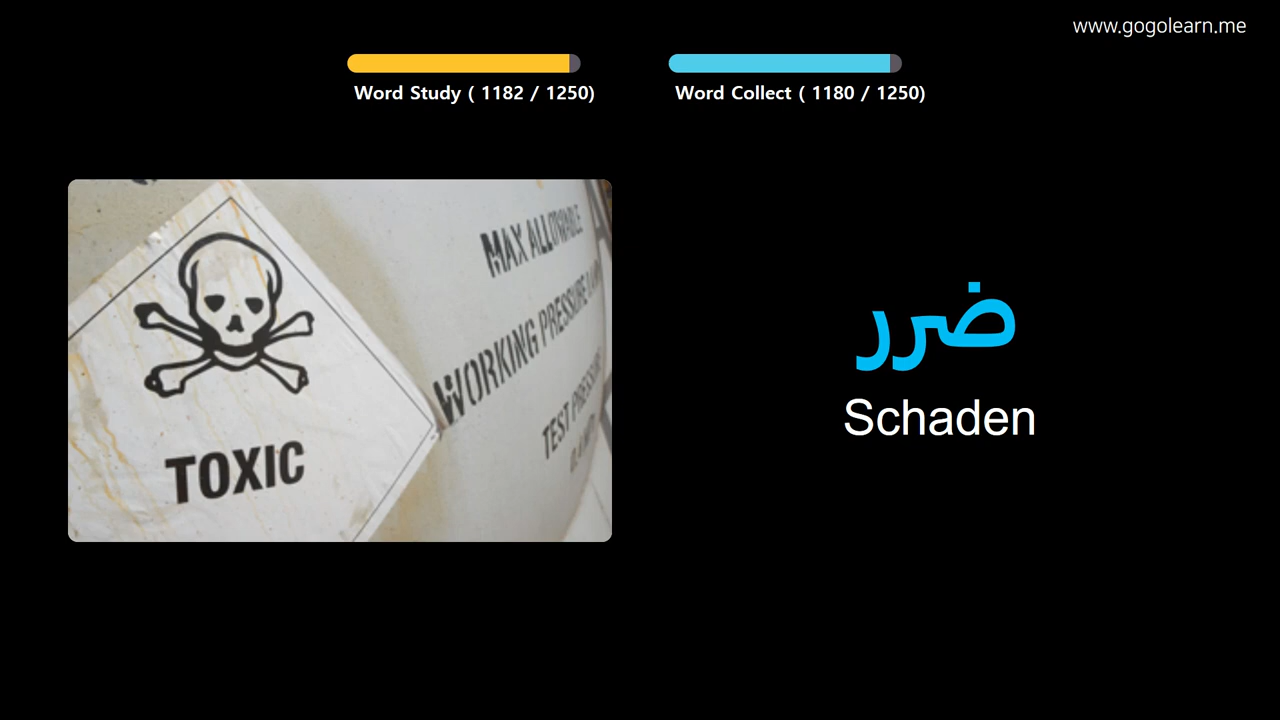 www.gogolearn.me
Word Study ( 1182 / 1250)
Word Collect ( 1180 / 1250)
MAX ALLOWABLE
WORKING PRESSURE
TEST PRESSURE
TOXIC
ضرر
Schaden